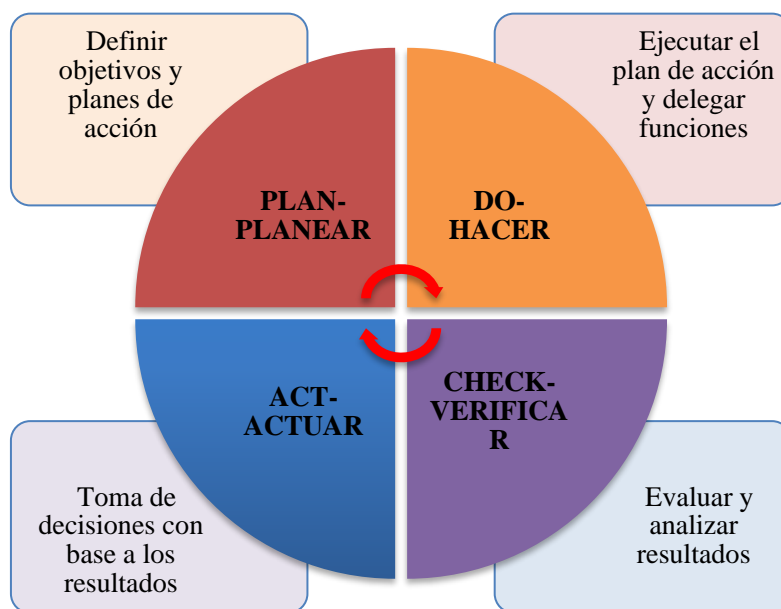 Definir
objetivos y
planes de
acción
Ejecutar el
plan de acción
y delegar
funciones
PLAN-
PLANEAR
DO-
HACER
ACT-
ACTUAR
CHECK-
VERIFICA
R
Toma de
decisiones con
base a los
resultados
Evaluar y
analizar
resultados